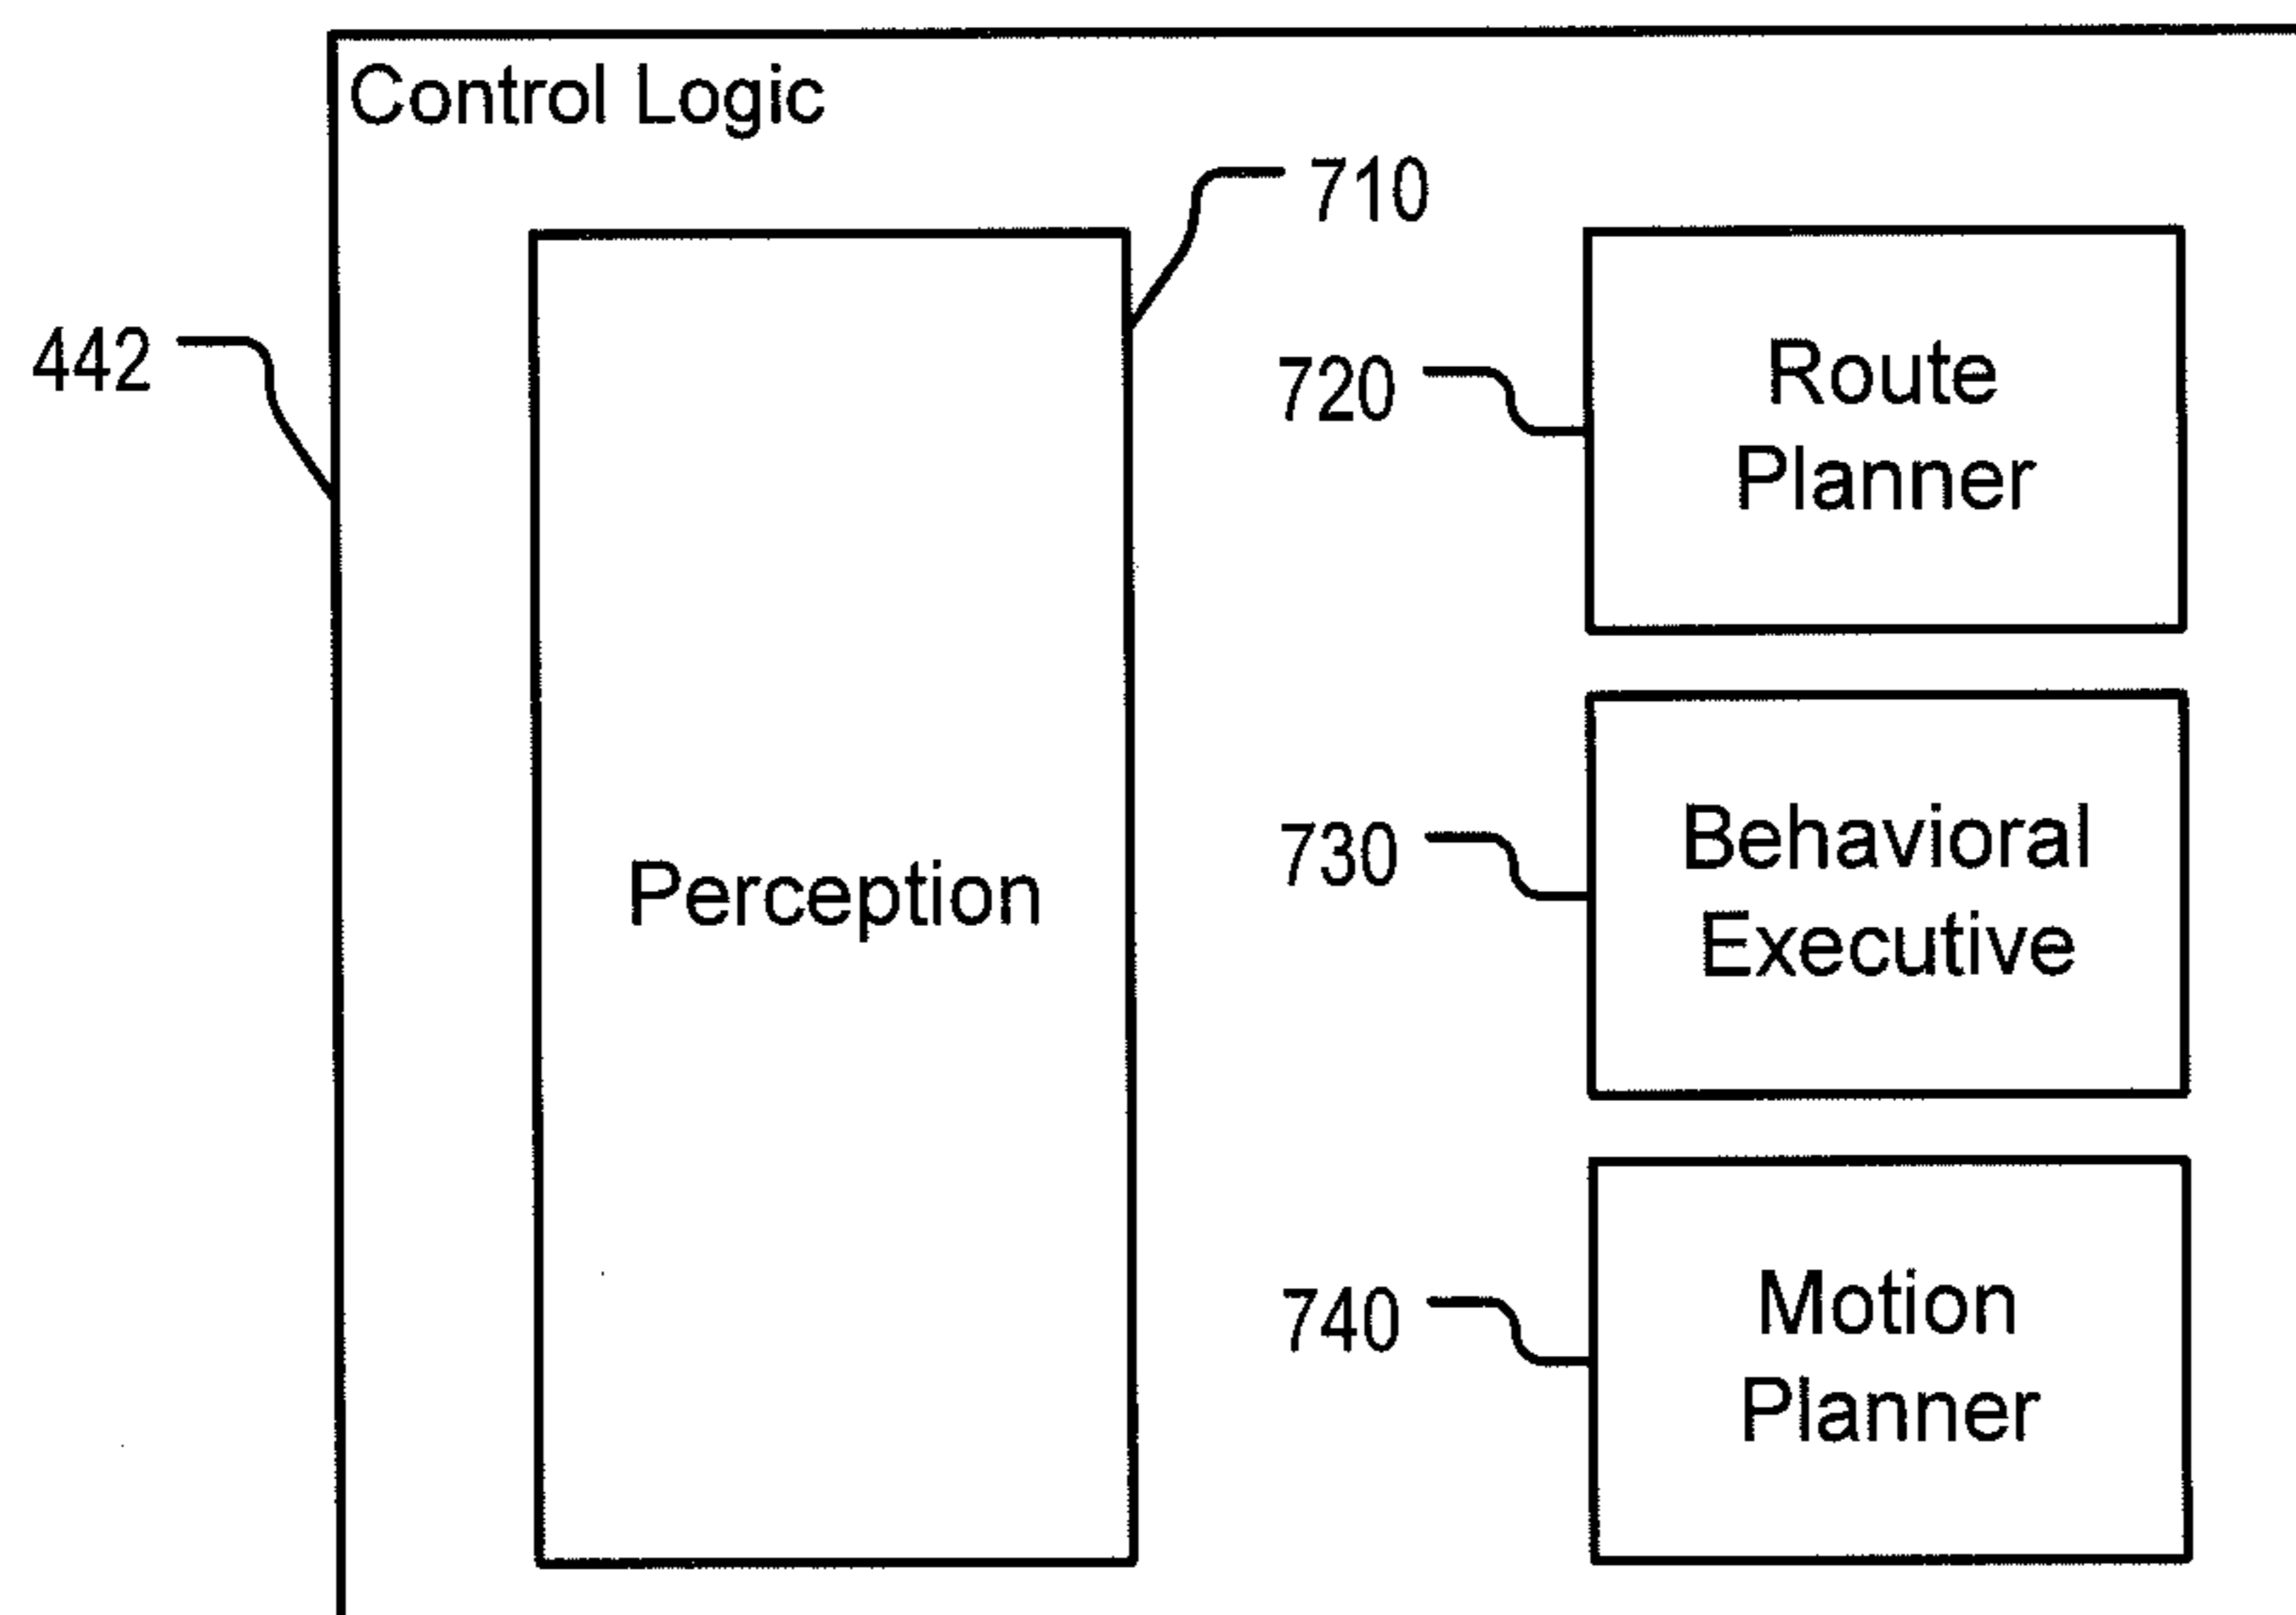 Control Logic
710
442
720
Route
Planner
730
Behavioral
Executive
Perception
740
Motion
Planner